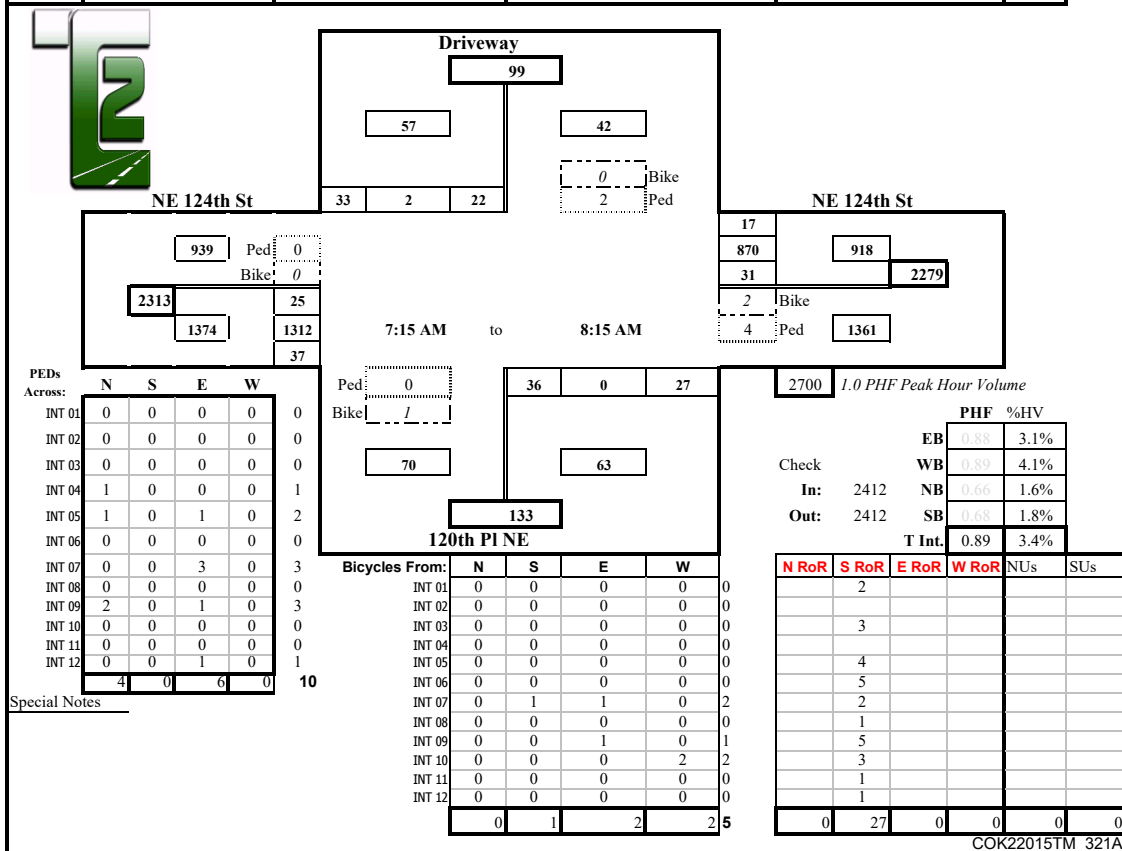 T2
Driveway
99
57 42
0 Bike
2 Ped
NE 124th St 33 2 22 NE 124th St
17
939 Ped 0 870 918
Bike 0 31 2279
2313 25 2 Bike
1374 1312 7:15 AM to 8:15 AM 4 Ped 1361
37
PEDs Across: N S E W Ped 0 36 0 27 2700 1.0 PHF Peak Hour Volume
INT 01 0 0 0 0 0 Bike 1 PHF %HV
INT 02 0 0 0 0 0 EB 0.88 3.1%
INT 03 0 0 0 0 0 70 63 Check WB 0.89 4.1%
INT 04 1 0 0 0 1 In: 2412 NB 0.66 1.6%
INT 05 1 0 1 0 2 133 Out: 2412 SB 0.68 1.8%
INT 06 0 0 0 0 0 120th Pl NE T Int. 0.89 3.4%
INT 07 0 0 3 0 3
INT 08 0 0 0 0 0
INT 09 2 0 1 0 3
INT 10 0 0 0 0 0
INT 11 0 0 0 0 0
INT 12 0 0 1 0 1
4 0 6 0 10
Special Notes
Bicycles From: N S E W N RoR S RoR E RoR W RoR NUs SUs
INT 01 0 0 0 0 0 2
INT 02 0 0 0 0 0
INT 03 0 0 0 0 0 3
INT 04 0 0 0 0 0
INT 05 0 0 0 0 0 4
INT 06 0 0 0 0 0 5
INT 07 0 1 1 0 2 2
INT 08 0 0 0 0 0 1
INT 09 0 0 1 0 1 5
INT 10 0 0 0 2 2 3
INT 11 0 0 0 0 0 1
INT 12 0 0 0 0 0 1
0 1 2 2 5 0 27 0 0 0 0
COK22015TM_321A